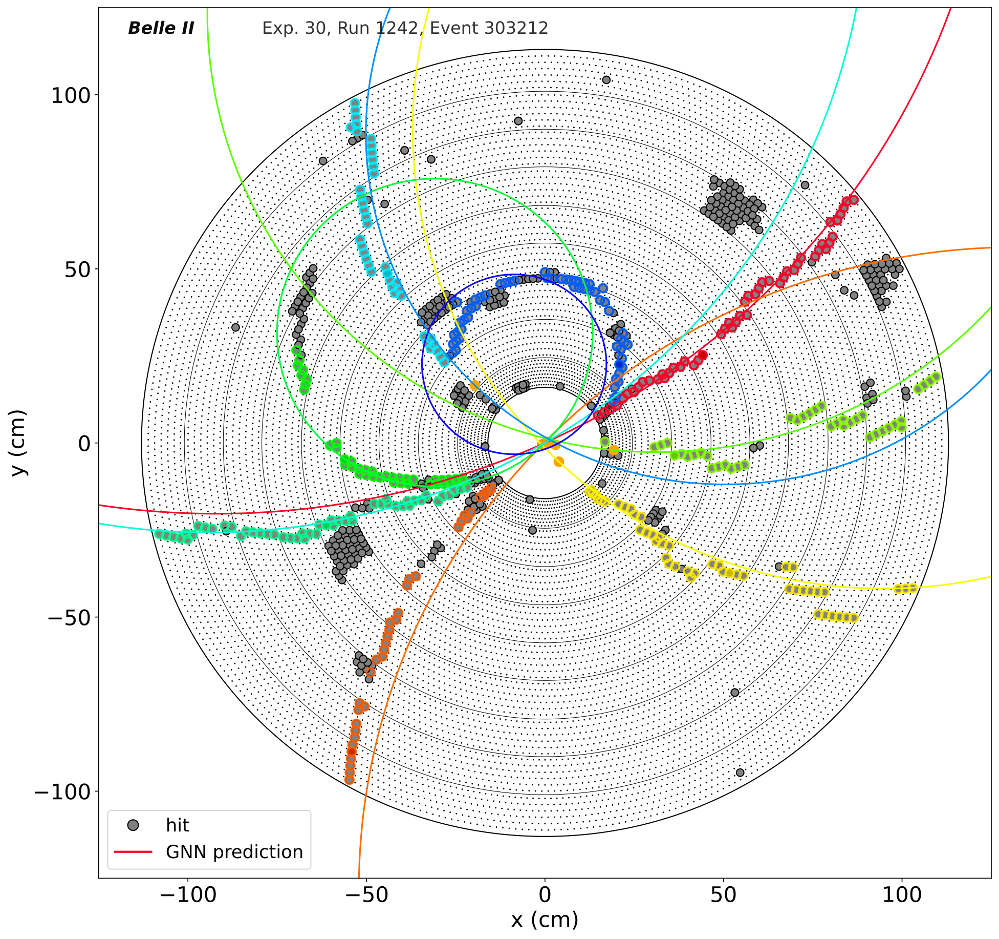 Belle II Exp. 30, Run 1242, Event 303212
100
50
0
−50
−100
y (cm)
hit
GNN prediction
−100 −50 0 50 100
x (cm)